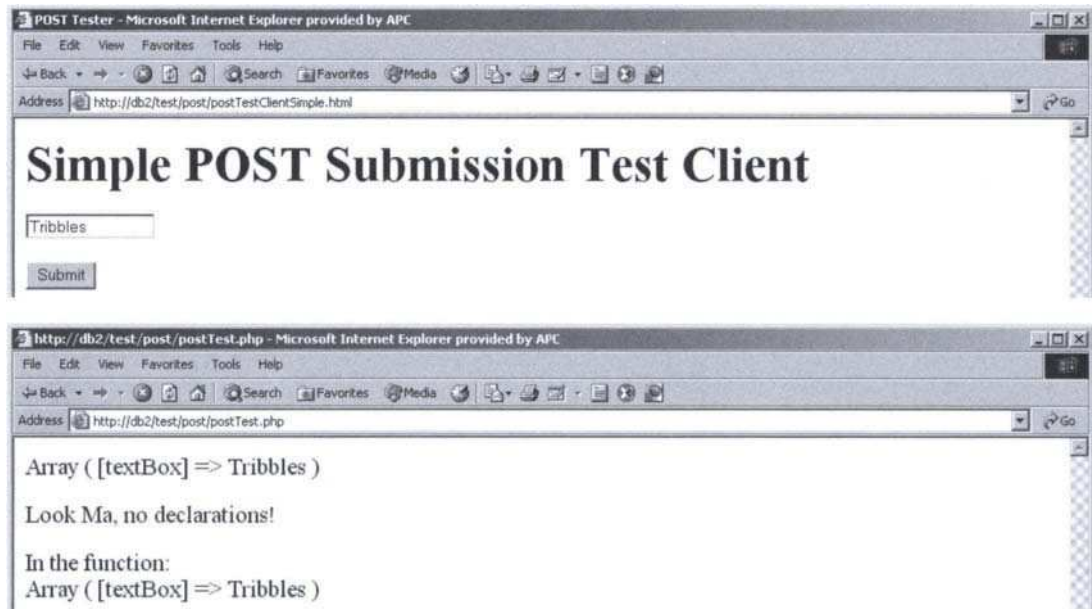 POST Tester - Microsoft Internet Explorer provided by APC
File Edit View Favorites Tools Help
Back Search Favorites Media
Address http://db2/test/post/postTestClientSimple.html Go
Simple POST Submission Test Client
Tribbles
Submit
http://db2/test/post/postTest.php - Microsoft Internet Explorer provided by APC
File Edit View Favorites Tools Help
Back Search Favorites Media
Address http://db2/test/post/postTest.php Go
Array ( [textBox] => Tribbles )
Look Ma, no declarations!
In the function:
Array ( [textBox] => Tribbles )